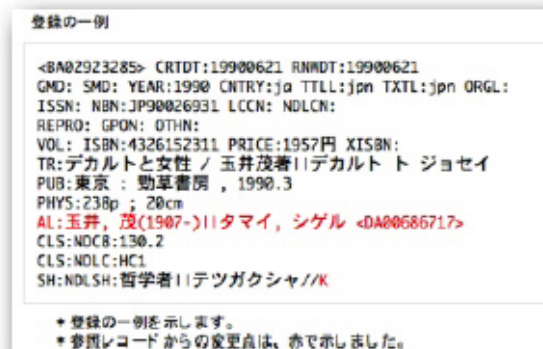 登録の一例
<BA02923285> CRTDT:19900621 RNWDT:19900621
GMD: SMD: YEAR:1990 CNTRY:ja TTLL:jpn TXTL:jpn ORGL:
ISSN: NBN:JP90026931 LCCN: NDLCN:
REPRO: GPON: OTHN:
VOL: ISBN:4326152311 PRICE:1957円 XISBN:
TR:デカルトと女性 / 玉井茂著||デカルト ト ジョセイ
PUB:東京 : 勁草書房 , 1990.3
PHYS:238p ; 20cm
AL:玉井, 茂(1907-)||タマイ, シゲル <DA00686717>
CLS:NDC8:130.2
CLS:NDLC:HC1
SH:NDLSH:哲学者||テツガクシャ//K
* 登録の一例を示します。
* 参照レコードからの変更点は、赤で示しました。